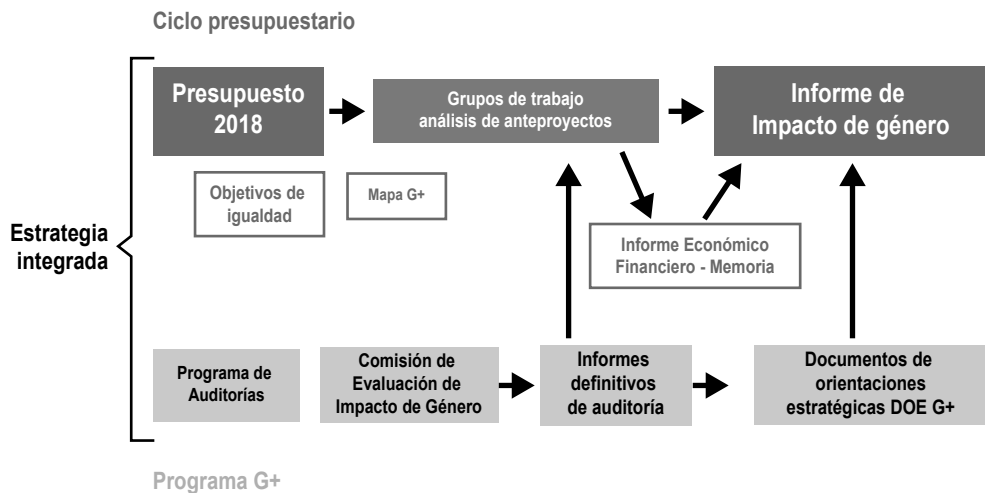 Ciclo presupuestario
Presupuesto
2018
Grupos de trabajo
análisis de anteproyectos
Informe de
Impacto de género
Objetivos de
igualdad
Mapa G+
Estrategia
integrada
Informe Económico
Financiero - Memoria
Programa de
Auditorías
Comisión de
Evaluación de
Impacto de Género
Informes
definitivos
de auditoría
Documentos de
orientaciones
estratégicas DOE G+
Programa G+